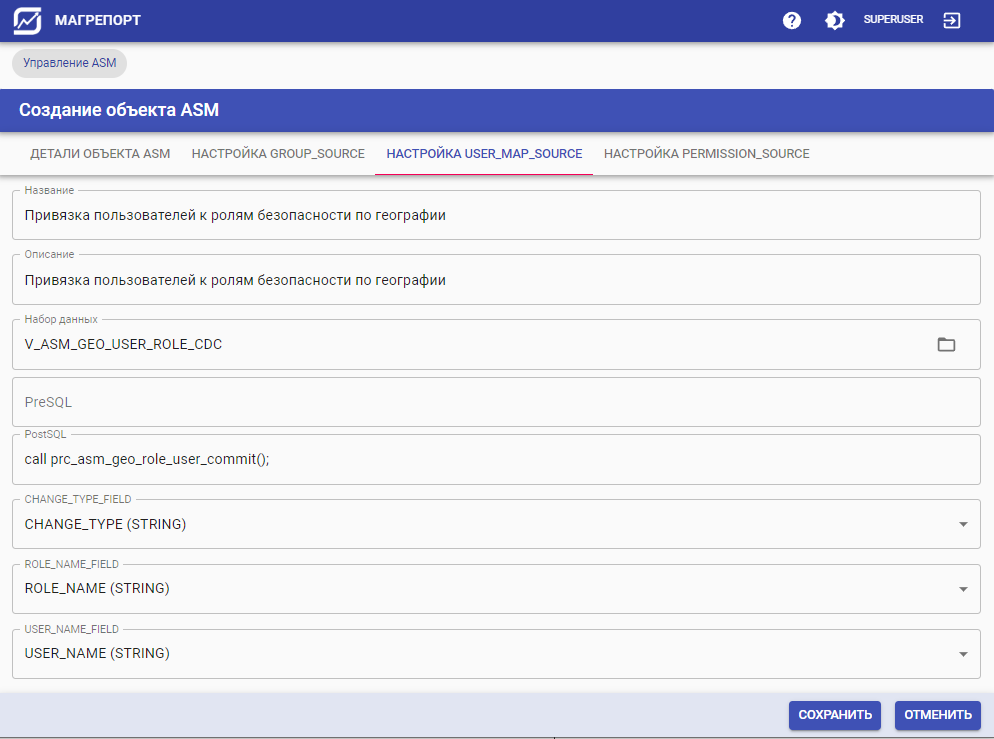 МАГРЕПОРТ
SUPERUSER
Управление ASM
Создание объекта ASM
ДЕТАЛИ ОБЪЕКТА ASM НАСТРОЙКА GROUP_SOURCE НАСТРОЙКА USER_MAP_SOURCE НАСТРОЙКА PERMISSION_SOURCE
Название
Привязка пользователей к ролям безопасности по географии
Описание
Привязка пользователей к ролям безопасности по географии
Набор данных
V_ASM_GEO_USER_ROLE_CDC
PreSQL
PostSQL
call prc_asm_geo_role_user_commit();
CHANGE_TYPE_FIELD
CHANGE_TYPE (STRING)
ROLE_NAME_FIELD
ROLE_NAME (STRING)
USER_NAME_FIELD
USER_NAME (STRING)
СОХРАНИТЬ ОТМЕНИТЬ